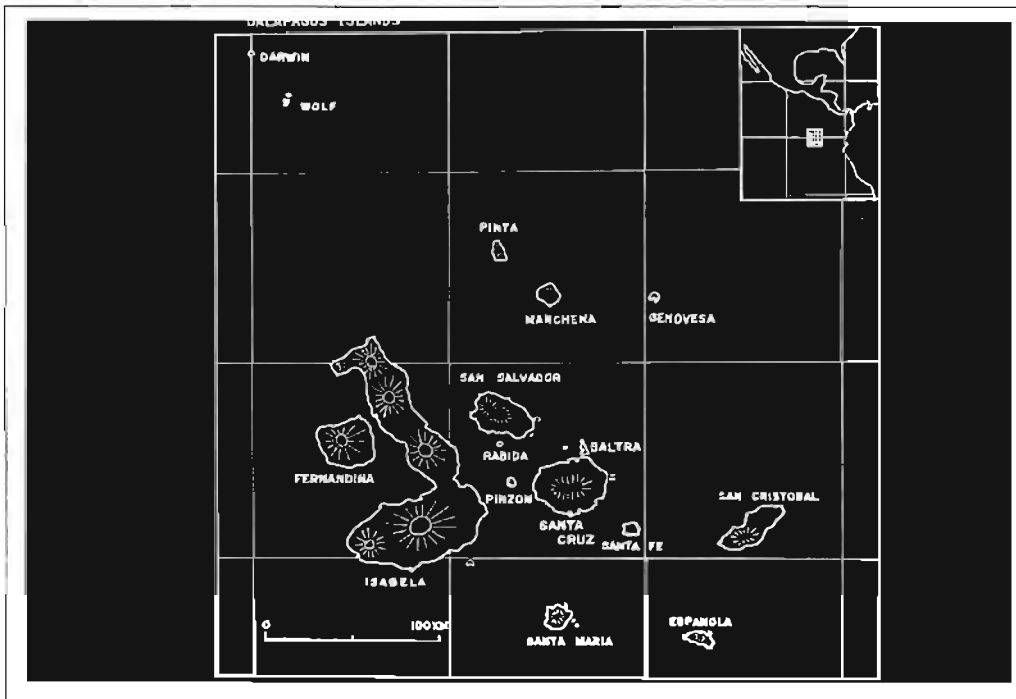 GALAPAGOS ISLANDS
DARWIN
WOLF
PINTA
MARCHENA
GENOVESA
SAN SALVADOR
RABIDA
BALTRA
FERNANDINA
PINZON
SAN CRISTOBAL
SANTA
CRUZ
SANTA FE
ISABELA
0 100KM
ESPANOLA
SANTA MARIA